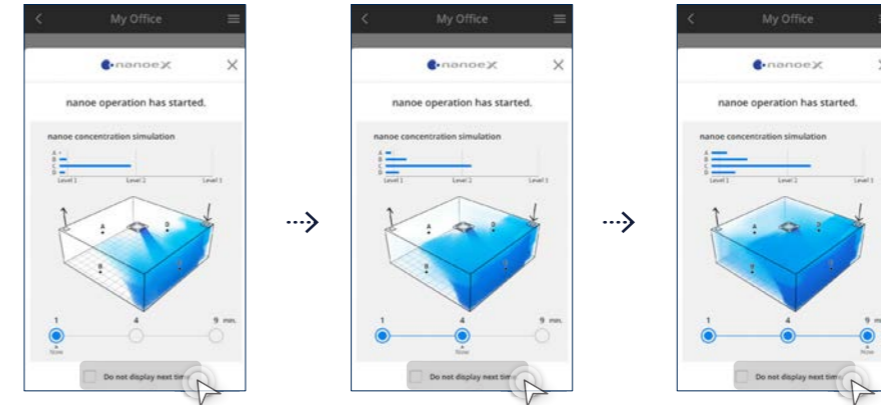 My Office
nanoe X
nanoe operation has started.
nanoe concentration simulation
A
B
C
D
Level 1 Level 2 Level 3
A D
B C
1 4 9 min.
Now
Do not display next time
My Office
nanoe X
nanoe operation has started.
nanoe concentration simulation
A
B
C
D
Level 1 Level 2 Level 3
A D
B C
1 4 9 min.
Now
Do not display next time
My Office
nanoe X
nanoe operation has started.
nanoe concentration simulation
A
B
C
D
Level 1 Level 2 Level 3
A D
B C
1 4 9
Now
Do not display next time